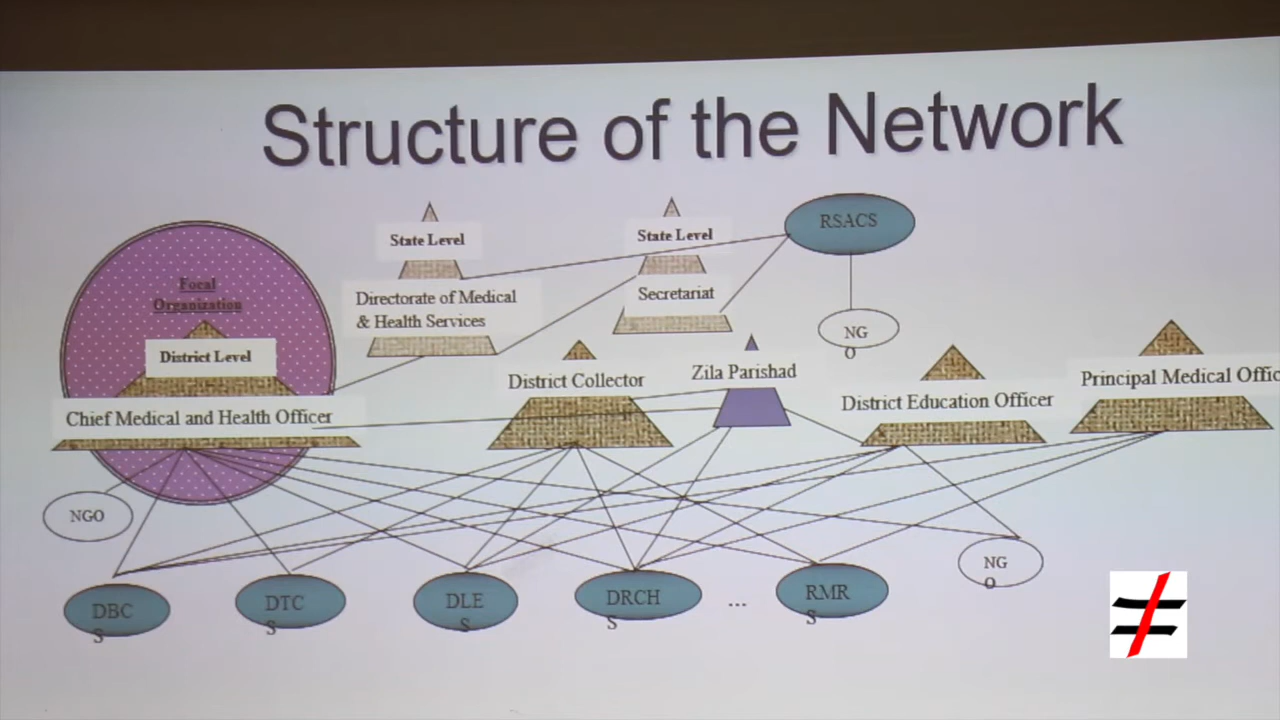 Structure of the Network
State Level
State Level
RSACS
Focal
Organization
Directorate of Medical
& Health Services
Secretariat
NG
O
District Level
District Collector
Zila Parishad
District Education Officer
Principal Medical Offic
Chief Medical and Health Officer
NGO
NG
O
DBC
S
DTC
S
DLE
S
DRCH
S
...
RMR
S